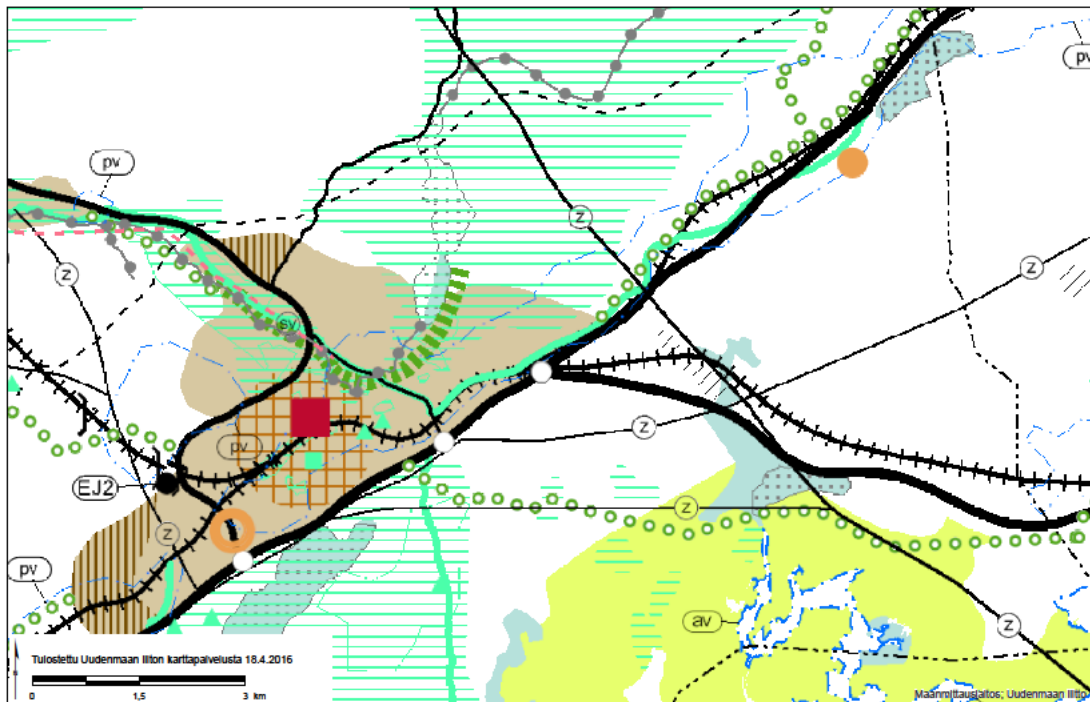 pv
pv
z
z
z
sv
pv
z
EJ2
z
z
pv
av
z
Tulostettu Uudenmaan liiton karttapalvelusta 18.4.2016
0 1,5 3 km
Maanmittauslaitos; Uudenmaan liitto